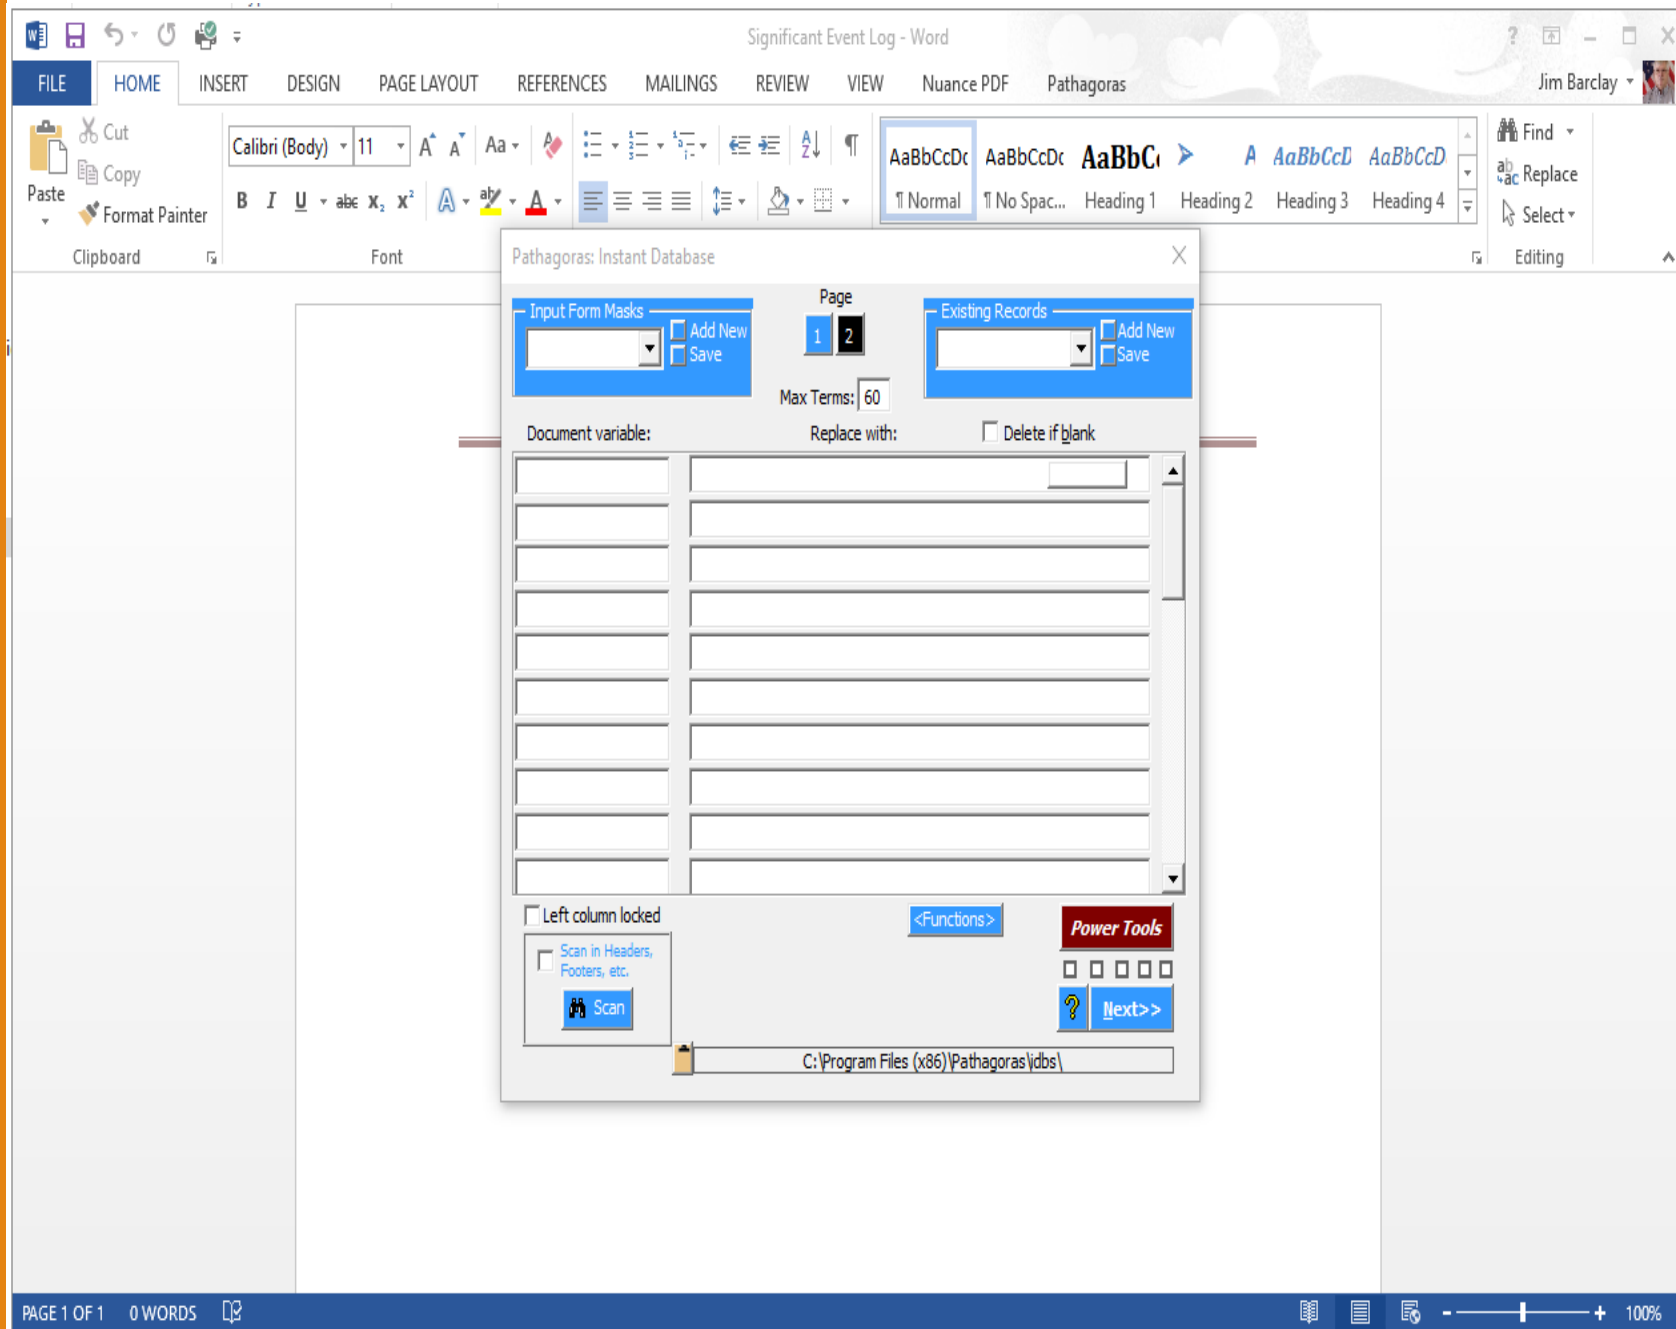 Significant Event Log - Word
FILE HOME INSERT DESIGN PAGE LAYOUT REFERENCES MAILINGS REVIEW VIEW Nuance PDF Pathagoras Jim Barclay
Paste
Cut
Copy
Format Painter
Clipboard
Calibri (Body) 11
Font
AaBbCcDc AaBbCcDc AaBbC A AaBbCcD AaBbCcD
¶ Normal ¶ No Spac... Heading 1 Heading 2 Heading 3 Heading 4
Find
Replace
Select
Editing
Pathagoras: Instant Database
Input Form Masks
Add New
Save
Page
1 2
Max Terms: 60
Existing Records
Add New
Save
Document variable: Replace with: Delete if blank
Left column locked
Scan in Headers,
Footers, etc.
Scan
<Functions>
Power Tools
? Next>>
C:\Program Files (x86)\Pathagoras\idbs\
PAGE 1 OF 1 0 WORDS 100%